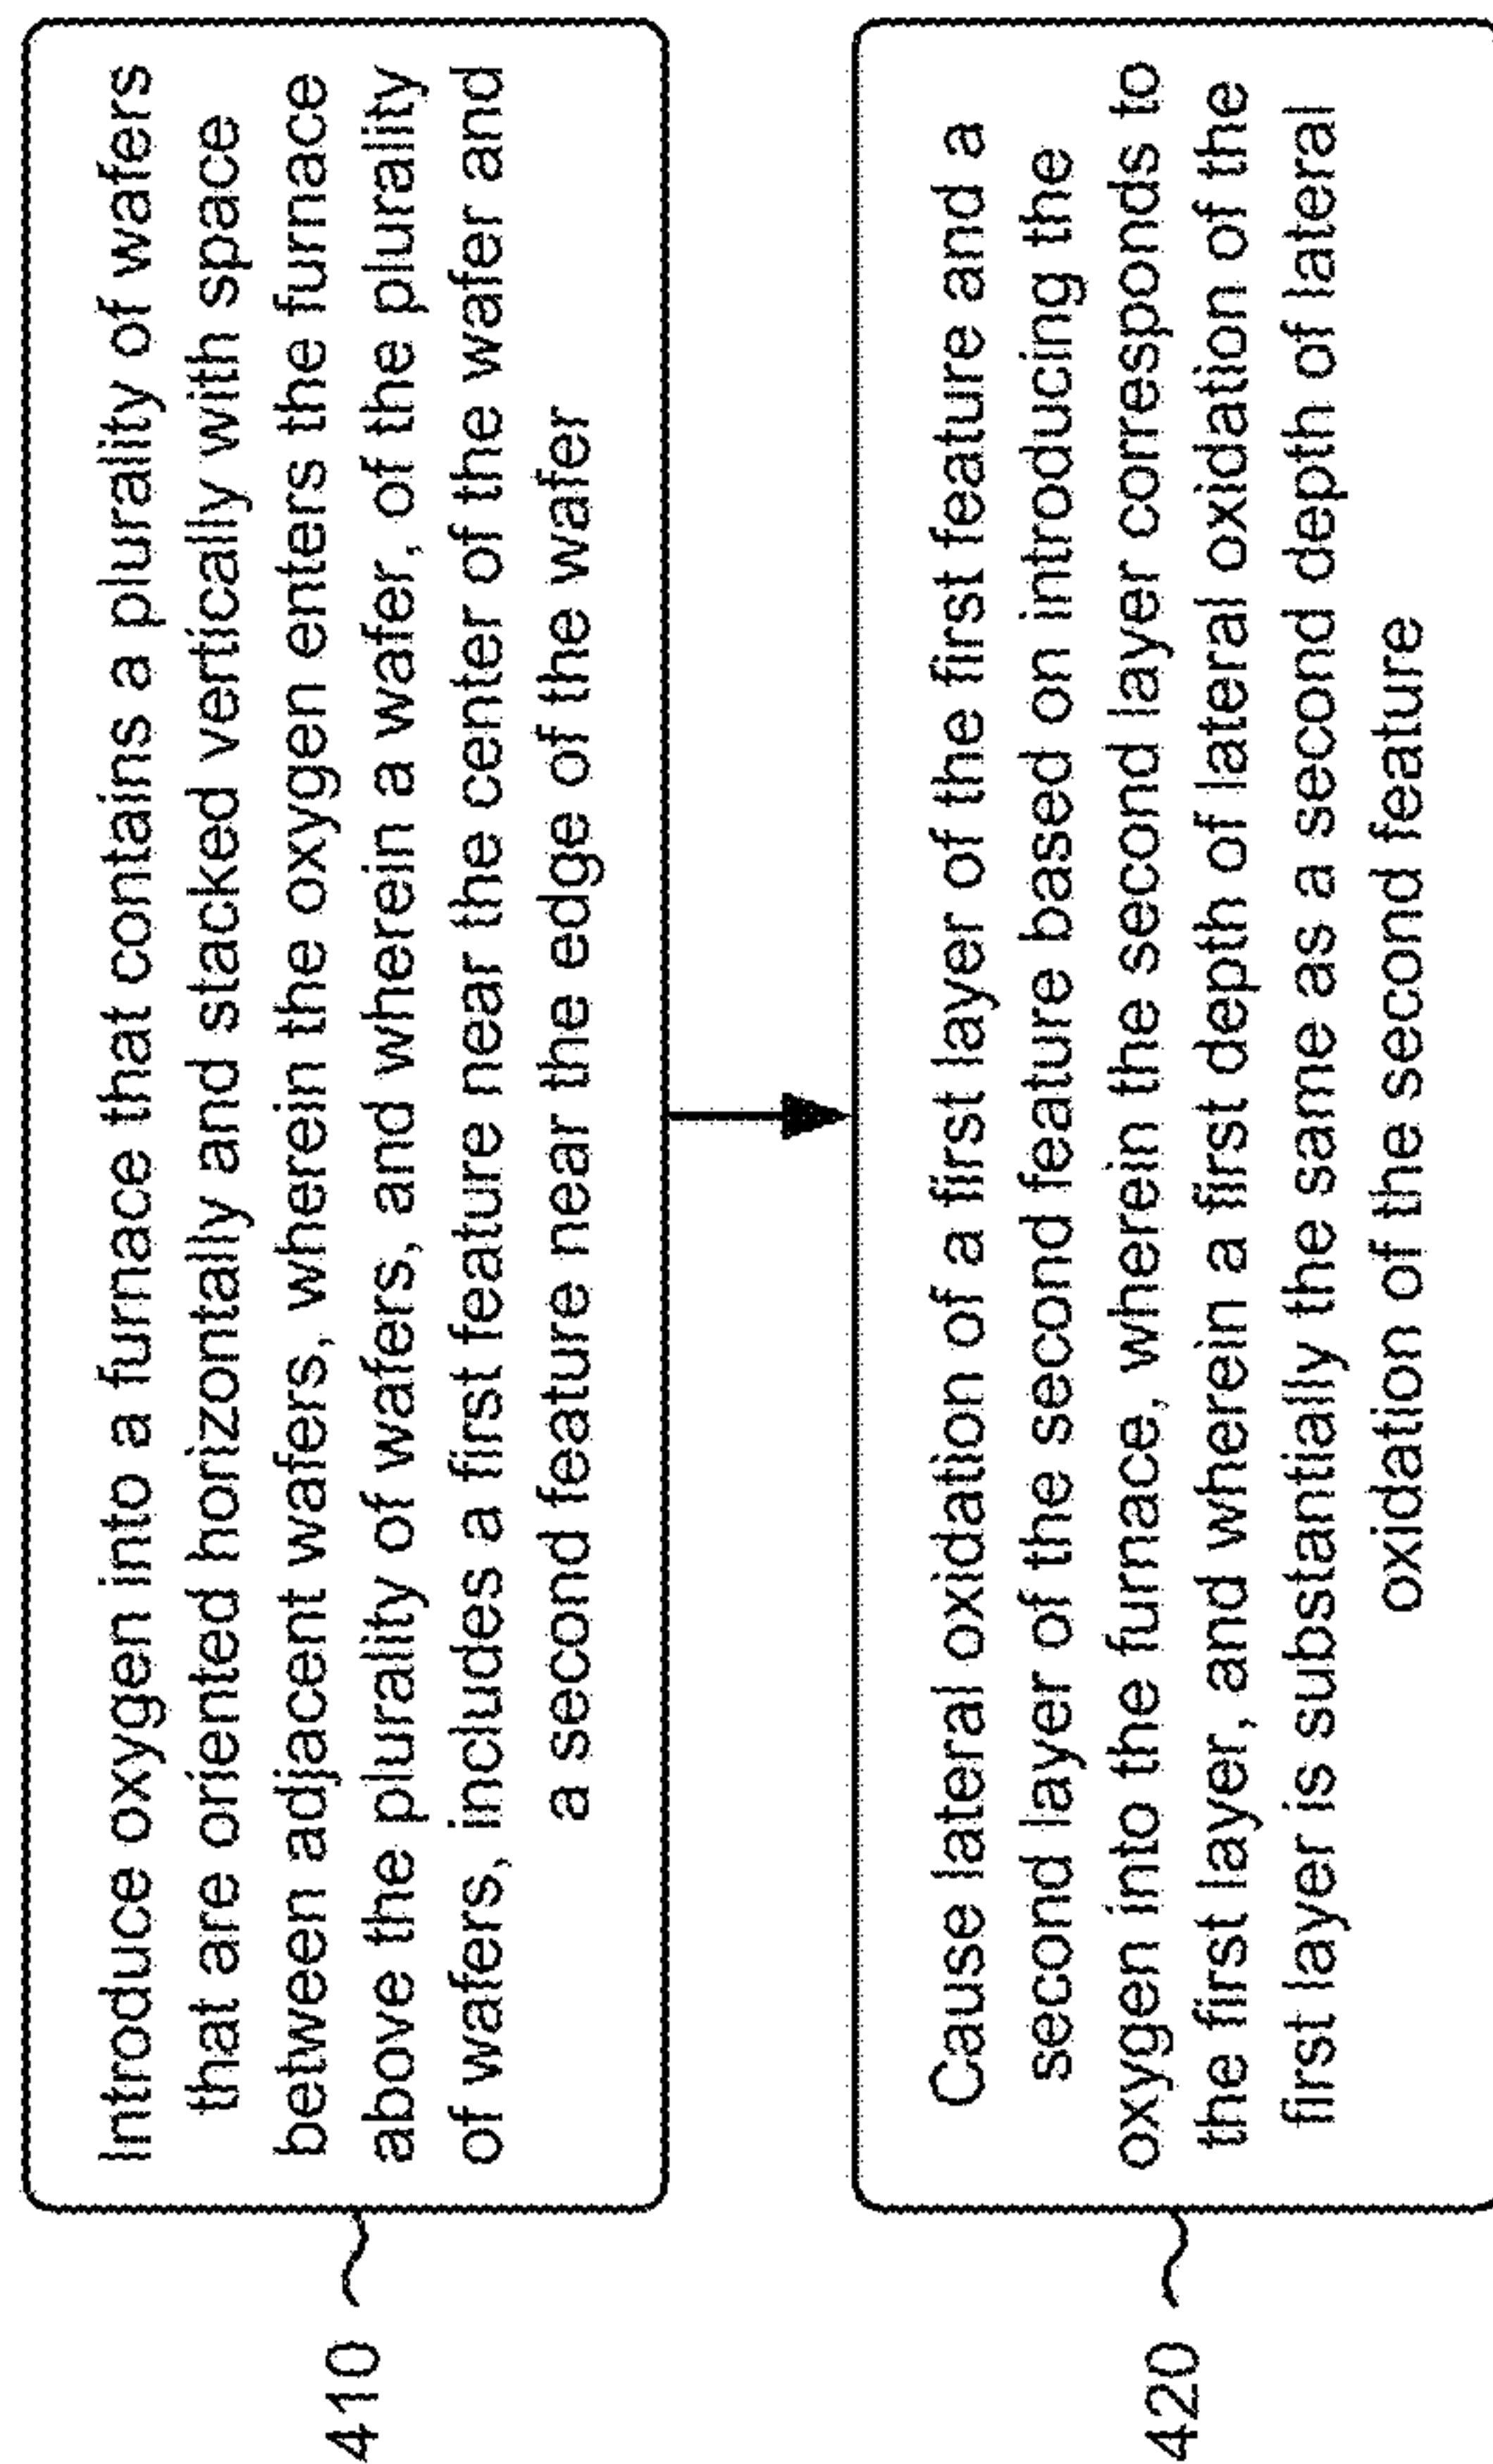 410
Introduce oxygen into a furnace that contains a plurality of wafers
that are oriented horizontally and stacked vertically with space
between adjacent wafers, wherein the oxygen enters the furnace
above the plurality of wafers, and wherein a wafer, of the plurality
of wafers, includes a first feature near the center of the wafer and
a second feature near the edge of the wafer
420
Cause lateral oxidation of a first layer of the first feature and a
second layer of the second feature based on introducing the
oxygen into the furnace, wherein the second layer corresponds to
the first layer, and wherein a first depth of lateral oxidation of the
first layer is substantially the same as a second depth of lateral
oxidation of the second feature